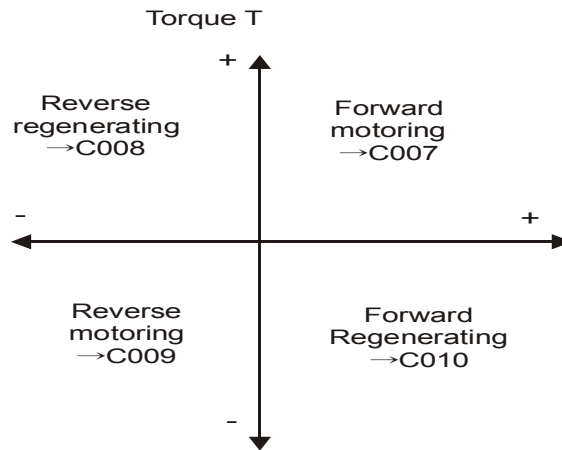 Torque T
+
Reverse
regenerating
→C008
Forward
motoring
→C007
-
+
Reverse
motoring
→C009
Forward
Regenerating
→C010
-